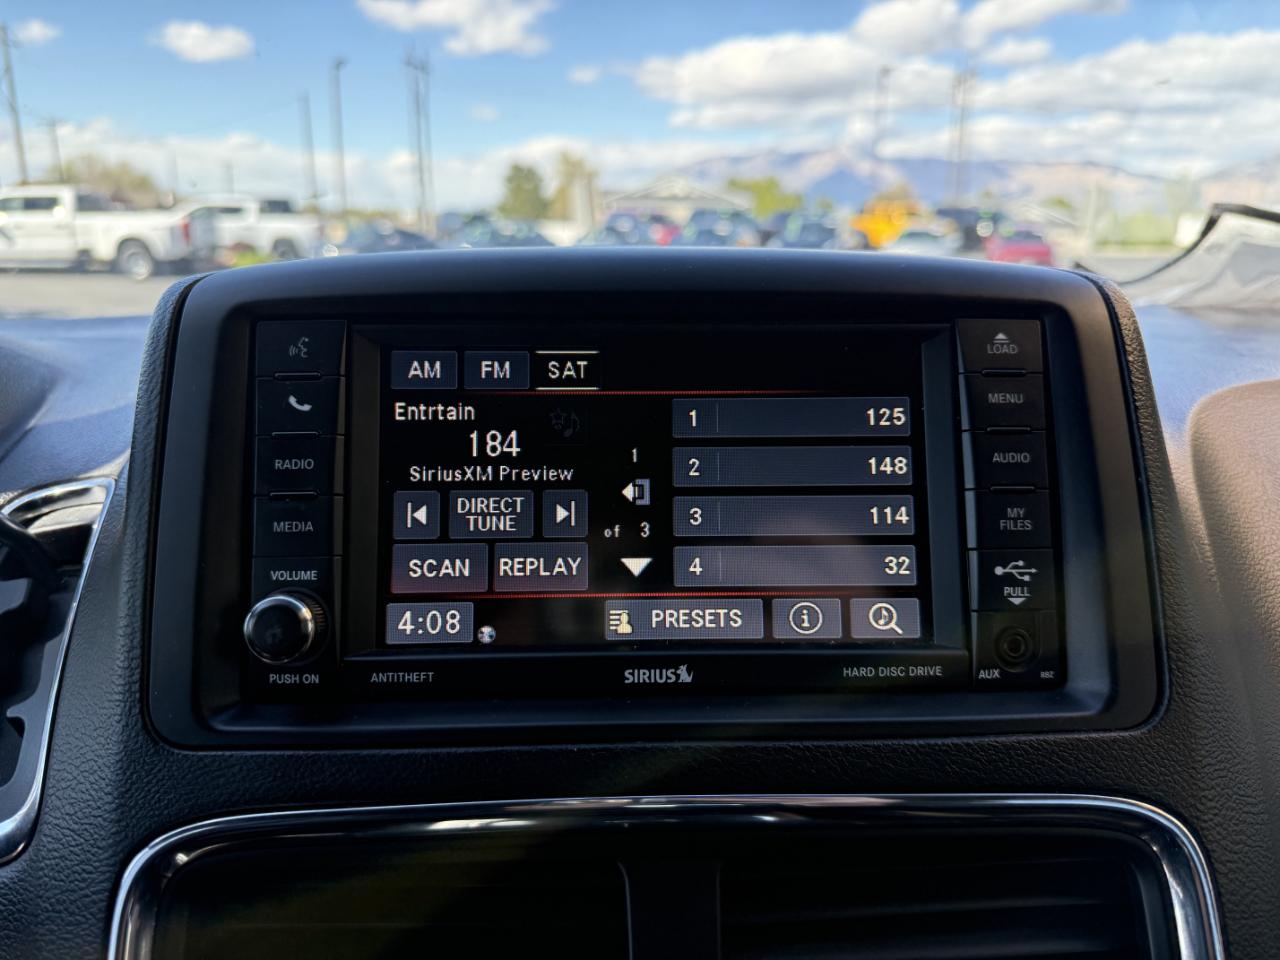 LOAD
MENU
AUDIO
MY
FILES
PULL
AUX
RBZ
RADIO
MEDIA
VOLUME
PUSH ON
AM FM SAT
Entrtain
184
SiriusXM Preview
DIRECT
TUNE
SCAN REPLAY
1
of 3
1 125
2 148
3 114
4 32
4:08 PRESETS i
ANTITHEFT SIRIUS HARD DISC DRIVE